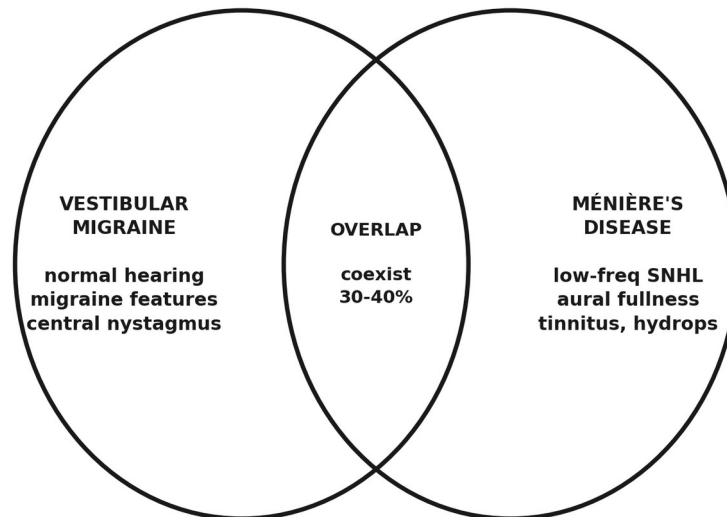 VESTIBULAR
MIGRAINE
normal hearing
migraine features
central nystagmus
OVERLAP
coexist
30-40%
MÉNIÈRE'S
DISEASE
low-freq SNHL
aural fullness
tinnitus, hydrops